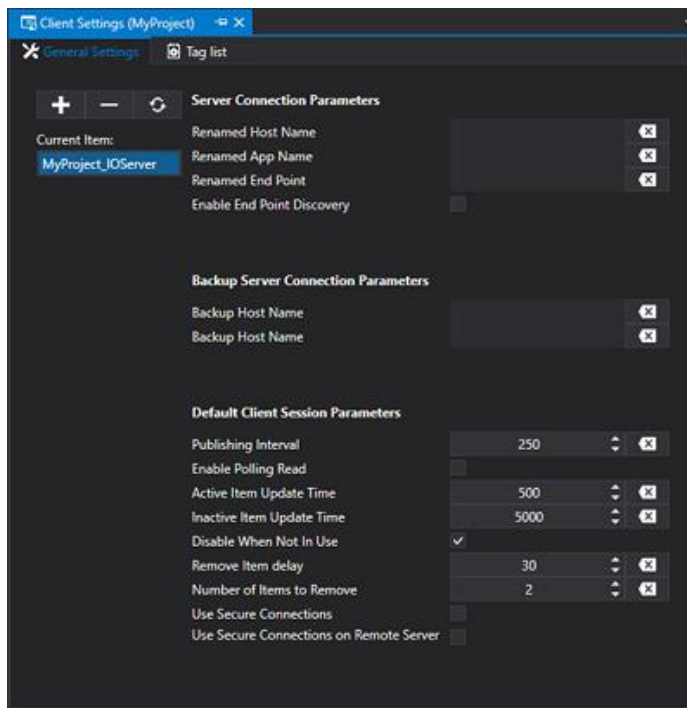 Client Settings (MyProject)
General Settings
Tag list
Server Connection Parameters
Current Item:
MyProject_IOServer
Renamed Host Name
Renamed App Name
Renamed End Point
Enable End Point Discovery
Backup Server Connection Parameters
Backup Host Name
Backup Host Name
Default Client Session Parameters
Publishing Interval 250
Enable Polling Read
Active Item Update Time 500
Inactive Item Update Time 5000
Disable When Not In Use
Remove Item delay 30
Number of Items to Remove 2
Use Secure Connections
Use Secure Connections on Remote Server